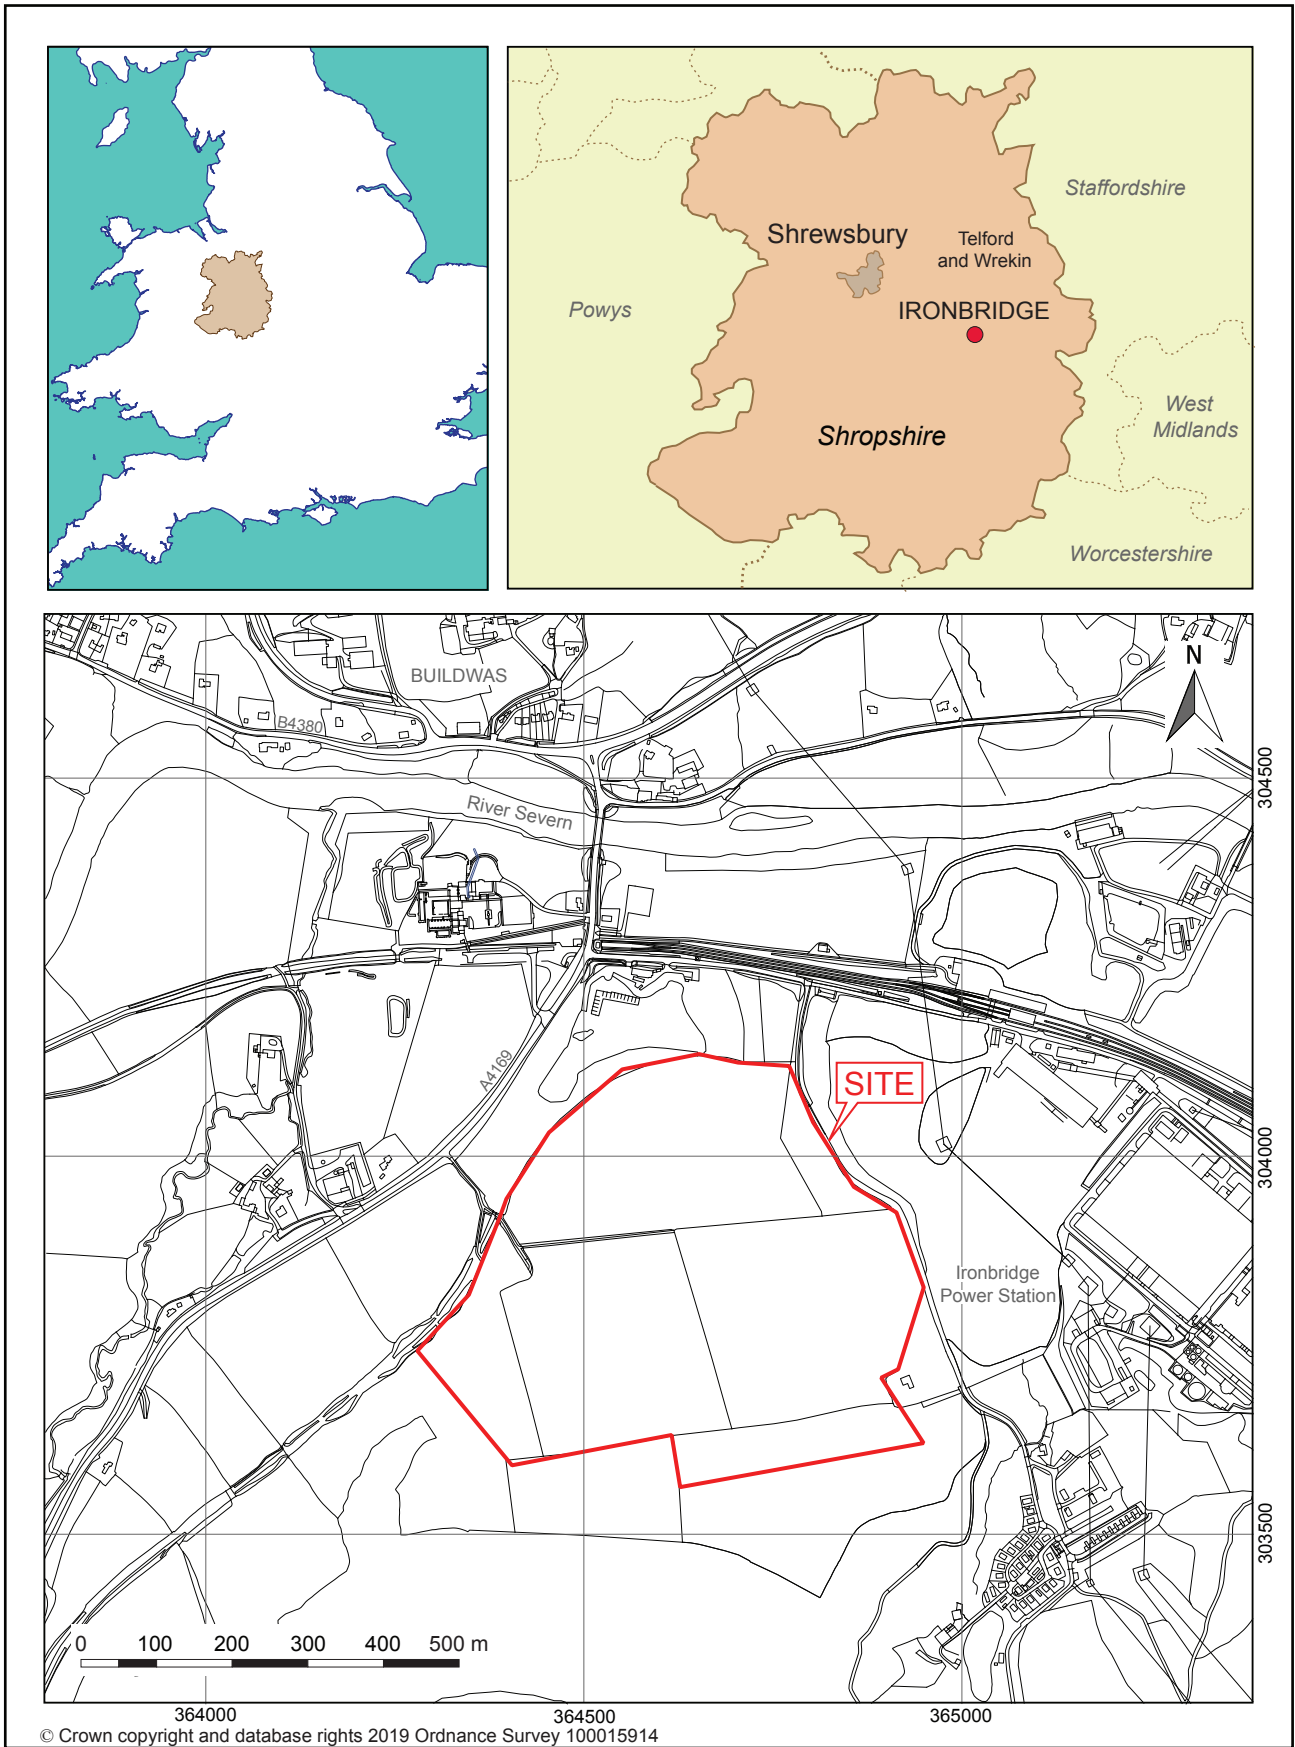 Staffordshire
Shrewsbury
Telford
and Wrekin
Powys
IRONBRIDGE
West
Midlands
Shropshire
Worcestershire
BUILDWAS
N
B4380
304500
River Severn
A4169
SITE
304000
Ironbridge
Power Station
303500
0 100 200 300 400 500 m
364000 364500 365000
© Crown copyright and database rights 2019 Ordnance Survey 100015914